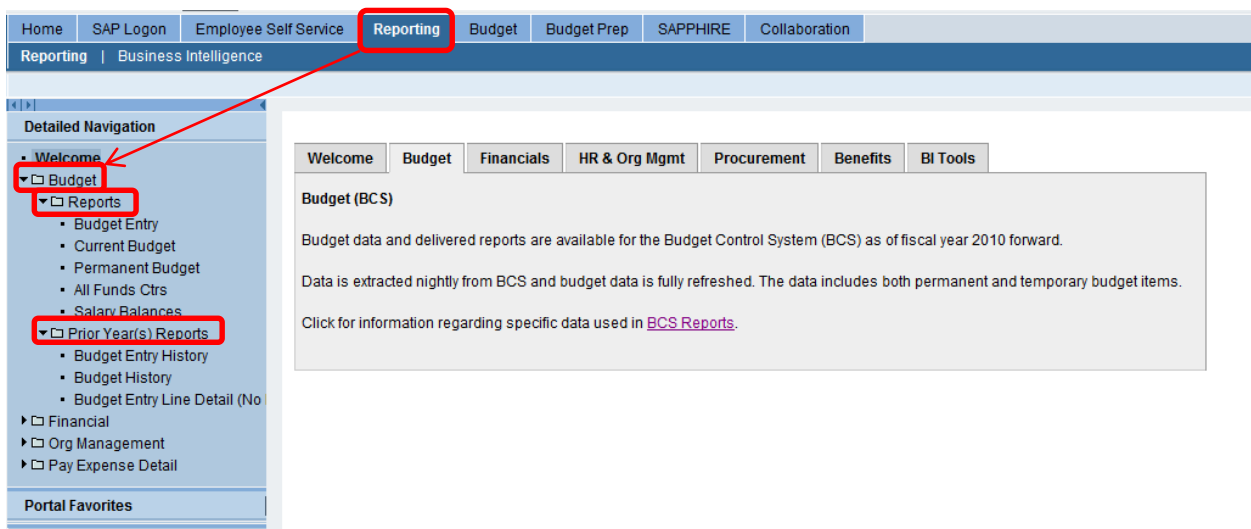 Home SAP Logon Employee Self Service Reporting Budget Budget Prep SAPPHIRE Collaboration
Reporting | Business Intelligence
Detailed Navigation
Welcome
Budget
Reports
Budget Entry
Current Budget
Permanent Budget
All Funds Ctrs
Salary Balances
Prior Year(s) Reports
Budget Entry History
Budget History
Budget Entry Line Detail (No
Financial
Org Management
Pay Expense Detail
Portal Favorites
Welcome Budget Financials HR & Org Mgmt Procurement Benefits BI Tools
Budget (BCS)
Budget data and delivered reports are available for the Budget Control System (BCS) as of fiscal year 2010 forward.
Data is extracted nightly from BCS and budget data is fully refreshed. The data includes both permanent and temporary budget items.
Click for information regarding specific data used in BCS Reports.